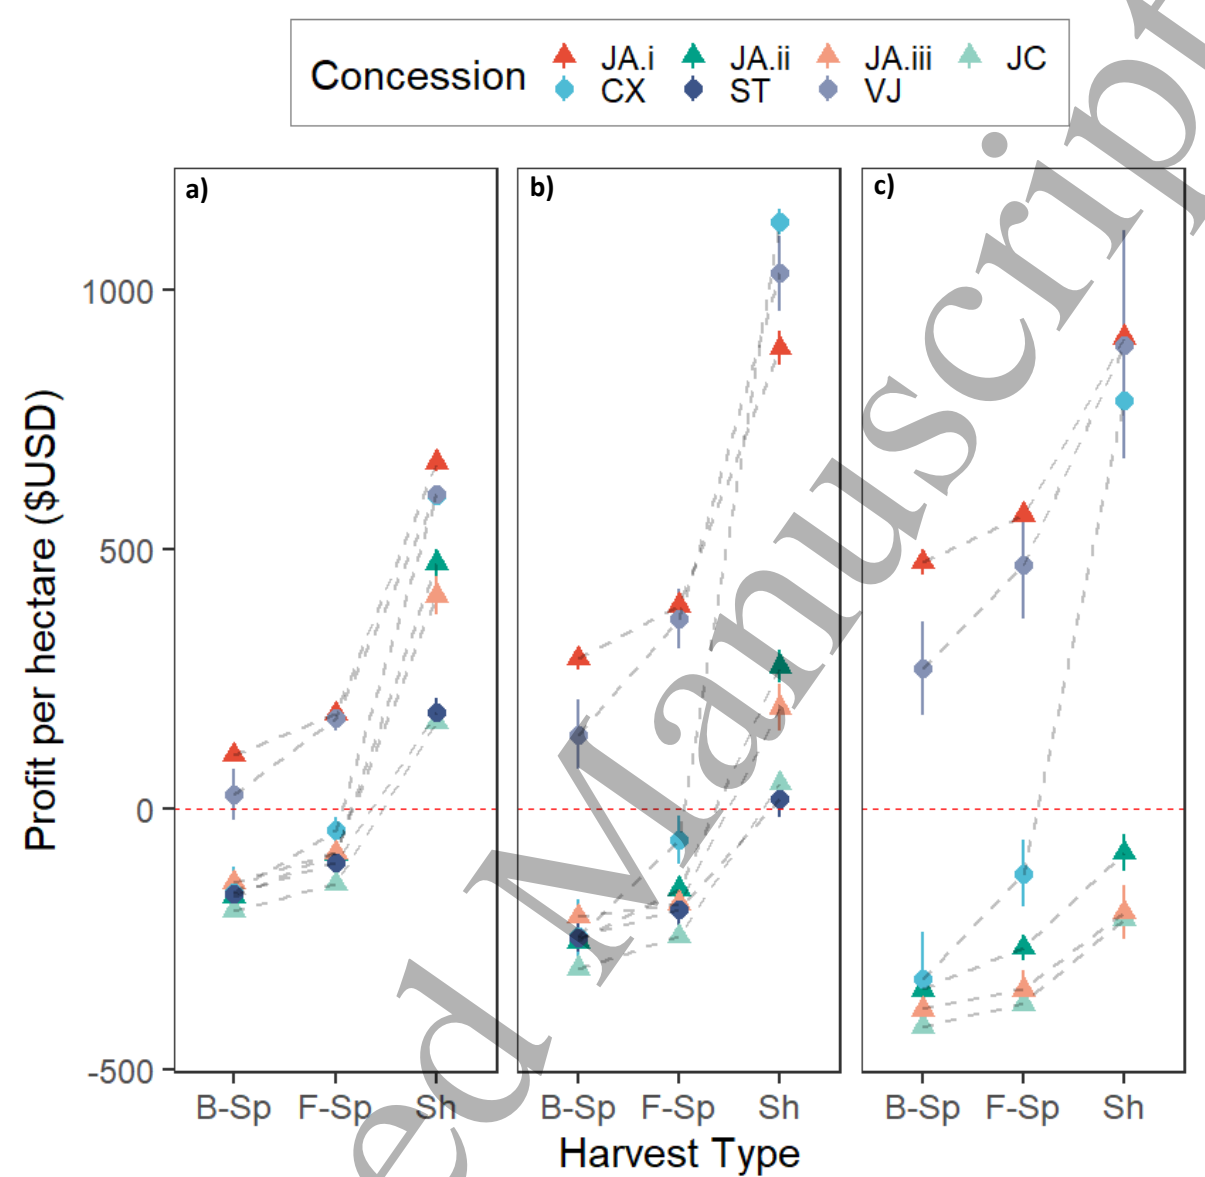 Concession JA.i JA.ii JA.iii JC
CX ST VJ
a) b) c)
Profit per hectare ($USD)
1000
500
0
-500
B-Sp F-Sp Sh B-Sp F-Sp Sh B-Sp F-Sp Sh
Harvest Type
ed Manuscript